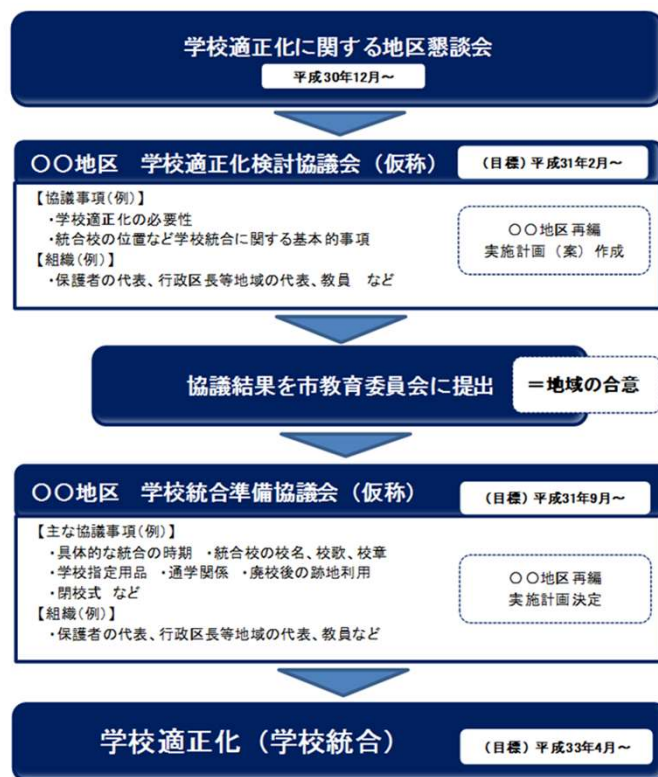 学校適正化に関する地区懇談会
平成30年12月～
〇〇地区　学校適正化検討協議会（仮称）
（目標）平成31年2月～
【協議事項（例）】
・学校適正化の必要性
・統合校の位置など学校統合に関する基本的事項
【組織（例）】
・保護者の代表、行政区長等地域の代表、教員　など
〇〇地区再編
実施計画（案）作成
協議結果を市教育委員会に提出
＝地域の合意
〇〇地区　学校統合準備協議会（仮称）
（目標）平成31年9月～
【主な協議事項（例）】
・具体的な統合の時期　・統合校の校名、校歌、校章
・学校指定用品　・通学関係　・廃校後の跡地利用
・閉校式　など
【組織（例）】
・保護者の代表、行政区長等地域の代表、教員など
〇〇地区再編
実施計画決定
学校適正化（学校統合）
（目標）平成33年4月～